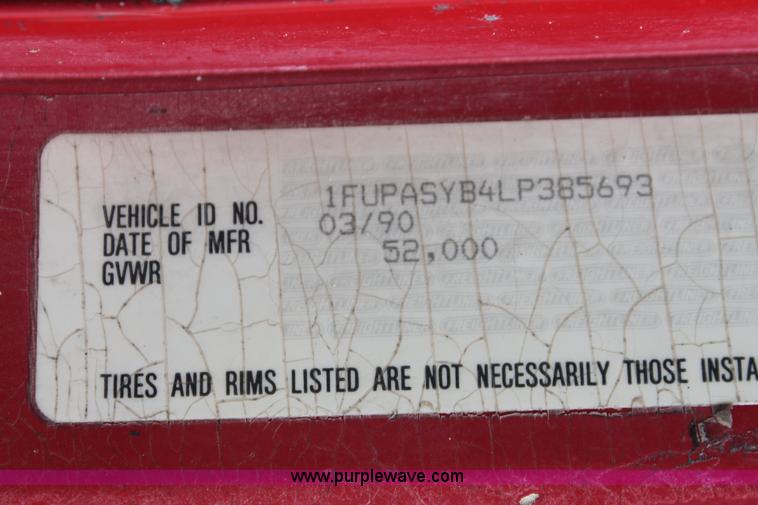 VEHICLE ID NO. 1FUPASYB4LP385693
DATE OF MFR 03/90
GVWR 52,000
TIRES AND RIMS LISTED ARE NOT NECESSARILY THOSE INSTA
www.purplewave.com